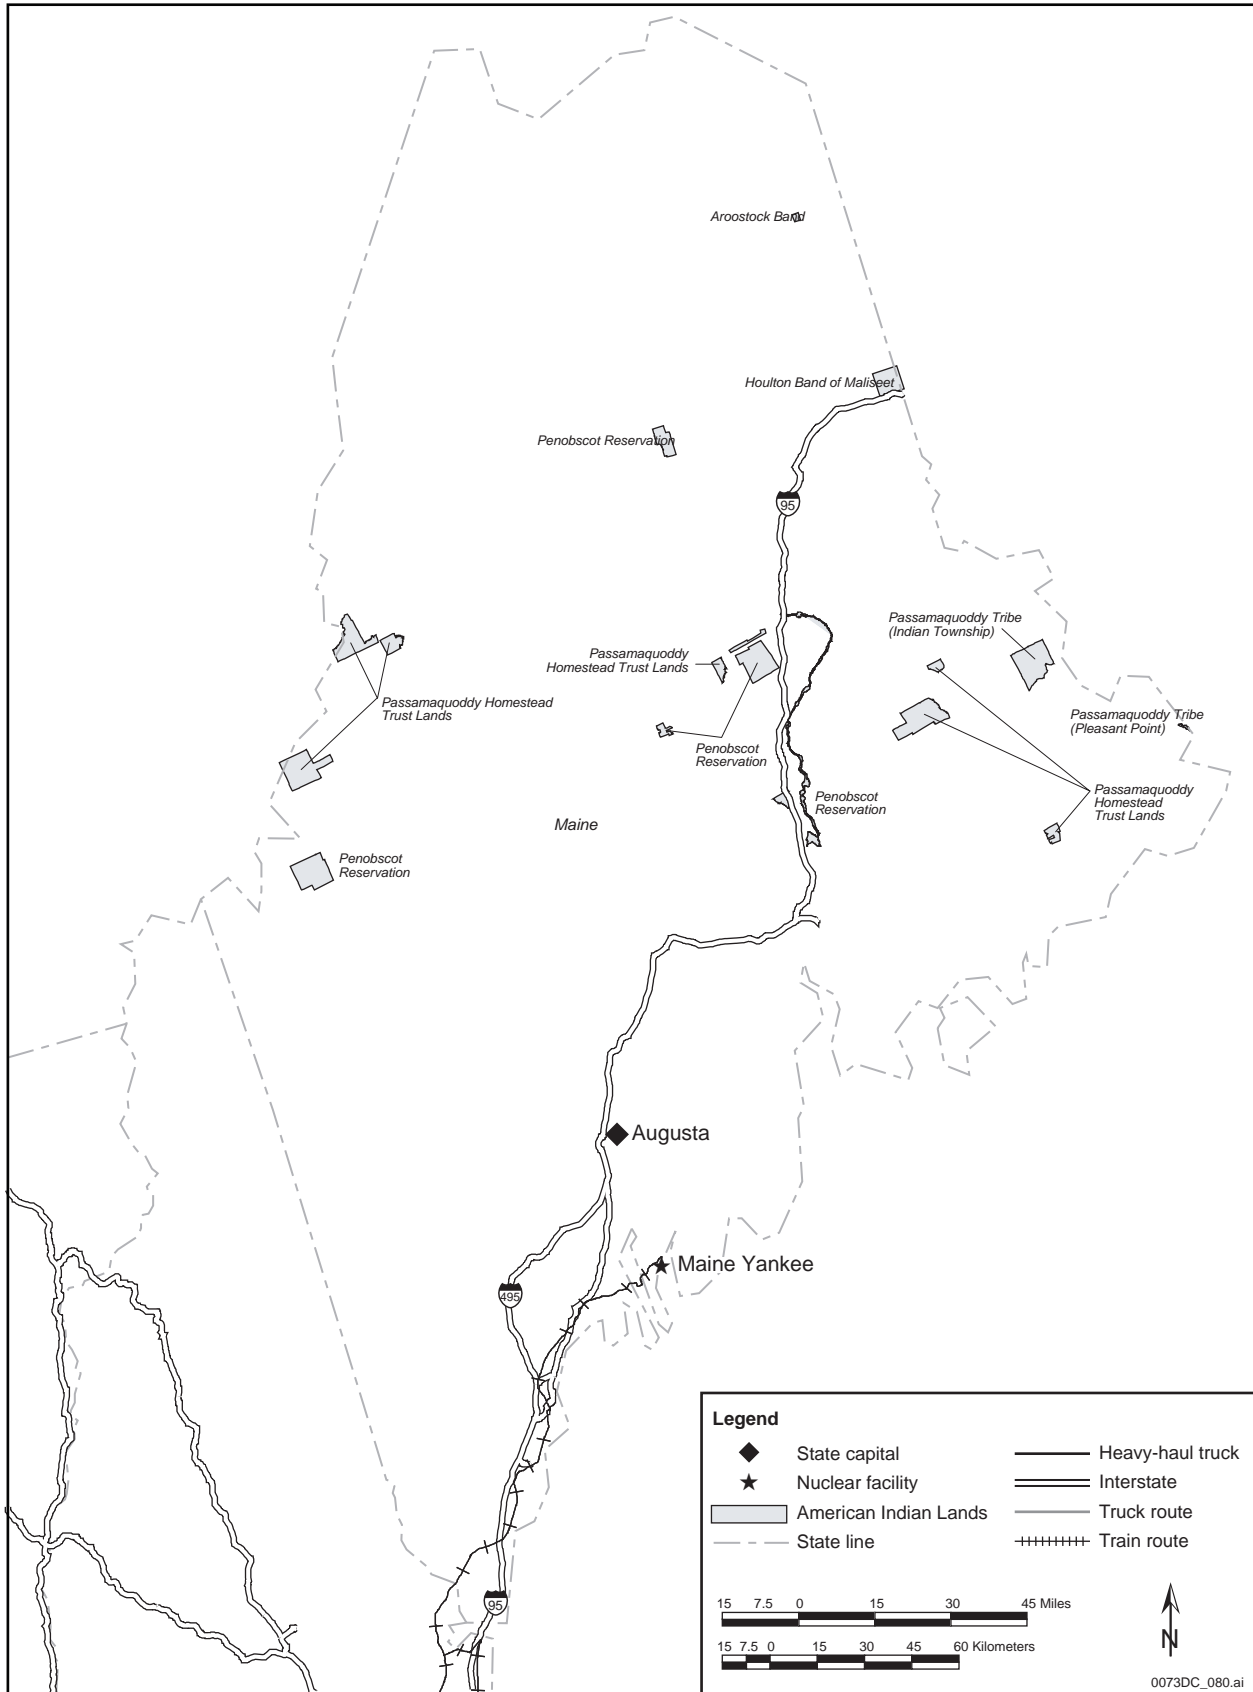 Aroostock Band
Houlton Band of Maliseet
Penobscot Reservation
95
Passamaquoddy Tribe
(Indian Township)
Passamaquoddy
Homestead Trust Lands
Passamaquoddy Homestead
Trust Lands
Passamaquoddy Tribe
(Pleasant Point)
Penobscot
Reservation
Penobscot
Reservation
Passamaquoddy
Homestead
Trust Lands
Maine
Penobscot
Reservation
Augusta
Maine Yankee
495
95
Legend
State capital
Nuclear facility
American Indian Lands
State line
Heavy-haul truck
Interstate
Truck route
Train route
15 7.5 0 15 30 45 Miles
15 7.5 0 15 30 45 60 Kilometers
N
0073DC_080.ai